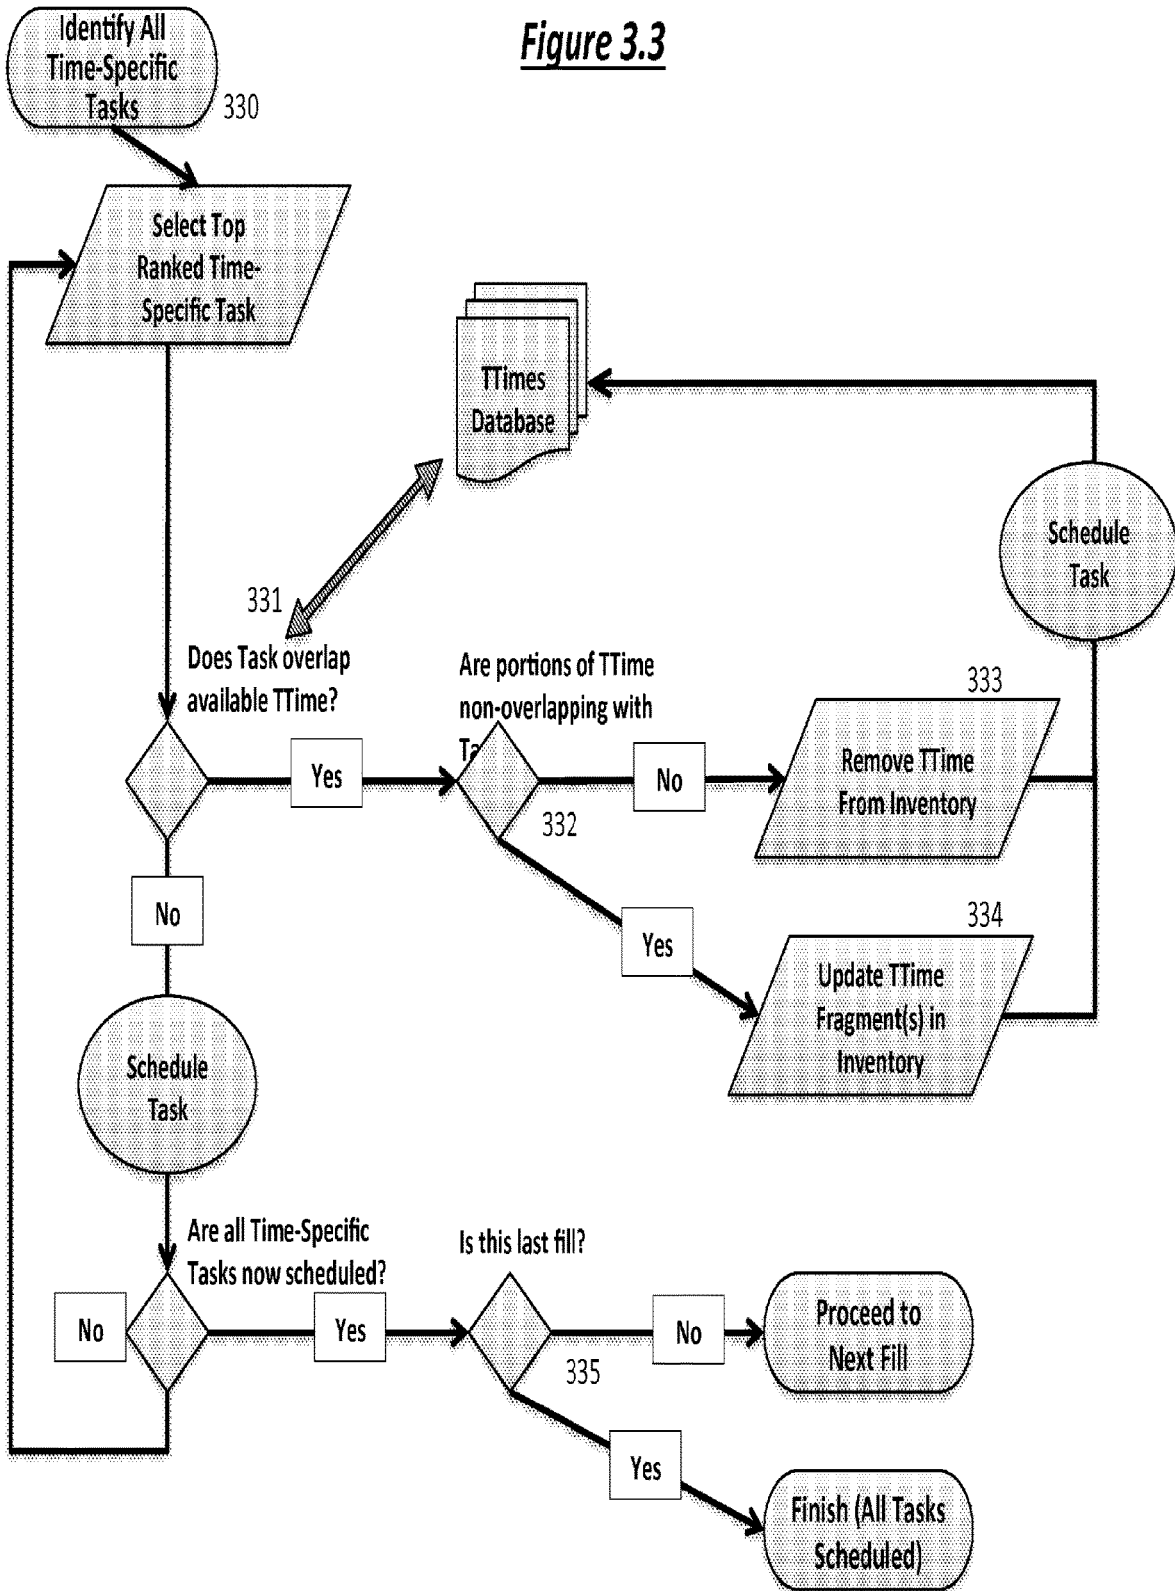 Figure 3.3
Identify All
Time-Specific
Tasks
330
Select Top
Ranked Time-
Specific Task
TTimes
Database
Schedule
Task
331
Does Task overlap
available TTime?
Are portions of TTime
non-overlapping with
333
Yes
No
Remove TTime
From Inventory
332
No
334
Yes
Update TTime
Fragment(s) in
Inventory
Schedule
Task
Are all Time-Specific
Tasks now scheduled?
Is this last fill?
No
Yes
No
Proceed to
Next Fill
335
Yes
Finish (All Tasks
Scheduled)